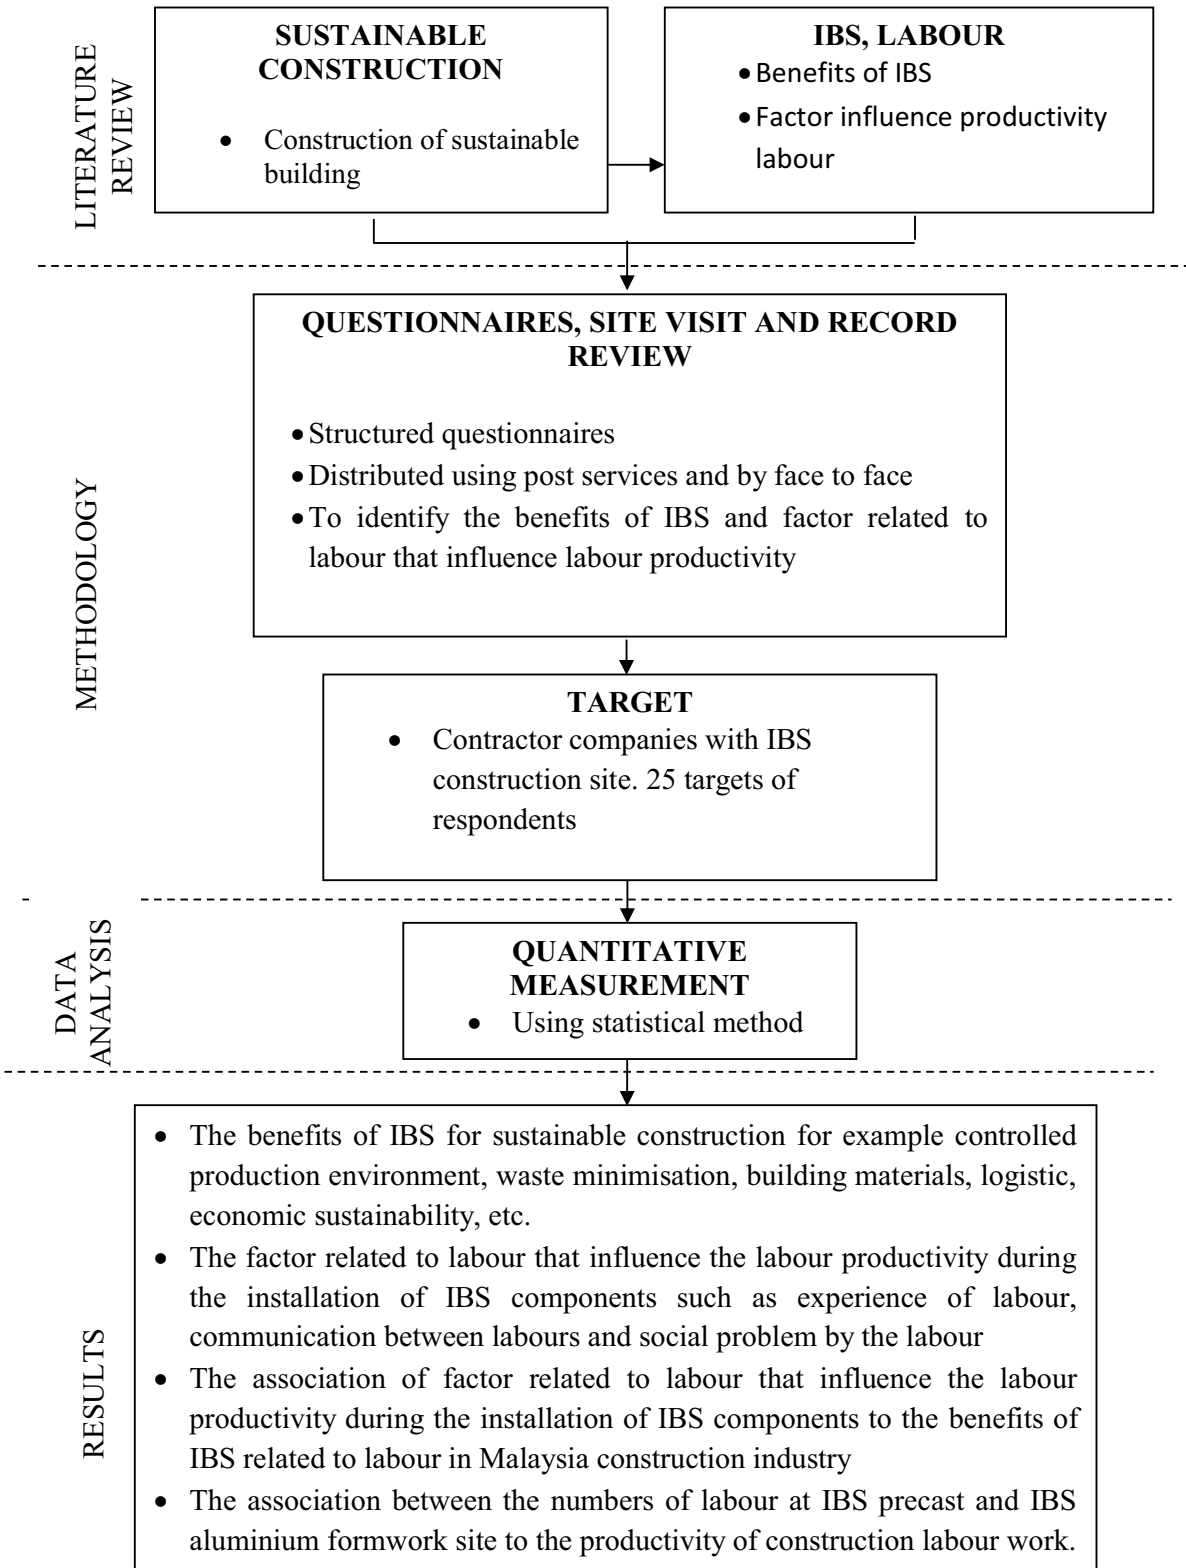 LITERATURE
REVIEW
SUSTAINABLE
CONSTRUCTION
• Construction of sustainable
building
IBS, LABOUR
• Benefits of IBS
• Factor influence productivity
labour
METHODOLOGY
QUESTIONNAIRES, SITE VISIT AND RECORD
REVIEW
• Structured questionnaires
• Distributed using post services and by face to face
• To identify the benefits of IBS and factor related to
labour that influence labour productivity
TARGET
• Contractor companies with IBS
construction site. 25 targets of
respondents
DATA
ANALYSIS
QUANTITATIVE
MEASUREMENT
• Using statistical method
RESULTS
• The benefits of IBS for sustainable construction for example controlled
production environment, waste minimisation, building materials, logistic,
economic sustainability, etc.
• The factor related to labour that influence the labour productivity during
the installation of IBS components such as experience of labour,
communication between labours and social problem by the labour
• The association of factor related to labour that influence the labour
productivity during the installation of IBS components to the benefits of
IBS related to labour in Malaysia construction industry
• The association between the numbers of labour at IBS precast and IBS
aluminium formwork site to the productivity of construction labour work.